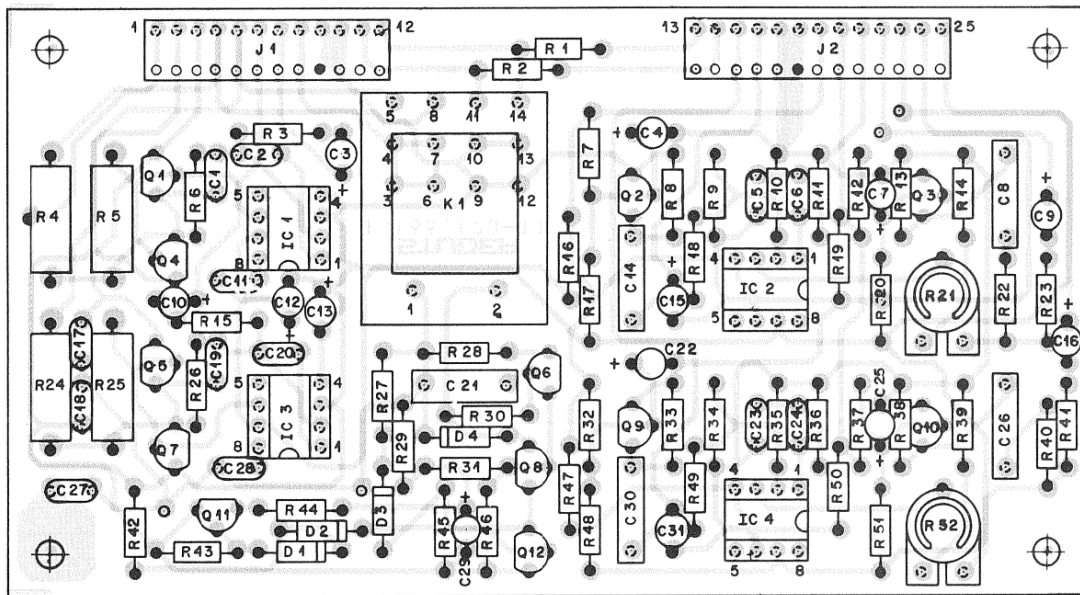 1 12 13 25
J1 J2
R1
R2
5 8 11 14
R3 C2 C3 R7 C4
4 7 10 13
Q1 C1 R6 5 4
R4 R5 IC1 3 6 9 12 K1
Q2 R8 R9 C5 R10 C6 R11 R12 C7 R13 Q3 R14 C8 C9
8 1
Q4 C11 R16 C14 R18 R19
4 1
C10 C12 C13 R17 C15 IC2 R20 R21 R22 R23
1 2 5 8
R15
C17 C16
R24 C18 R25 Q5 R26 C19 C20 R28 C22
R27 C21 Q6
5 4
IC3 R29 R30 D4 R32 Q9 R33 R34 C23 R35 C24 R36 R37 C25 R38 Q10 R39 C26 R40 R41
8 1
Q7 C28 R31 Q8 R47 C30 R49 R50
4 1
C27 R42 Q11 R44 D3 R45 R46 R48 C31 IC4 R51 R52
D2
R43 D1 C29 Q12
5 8